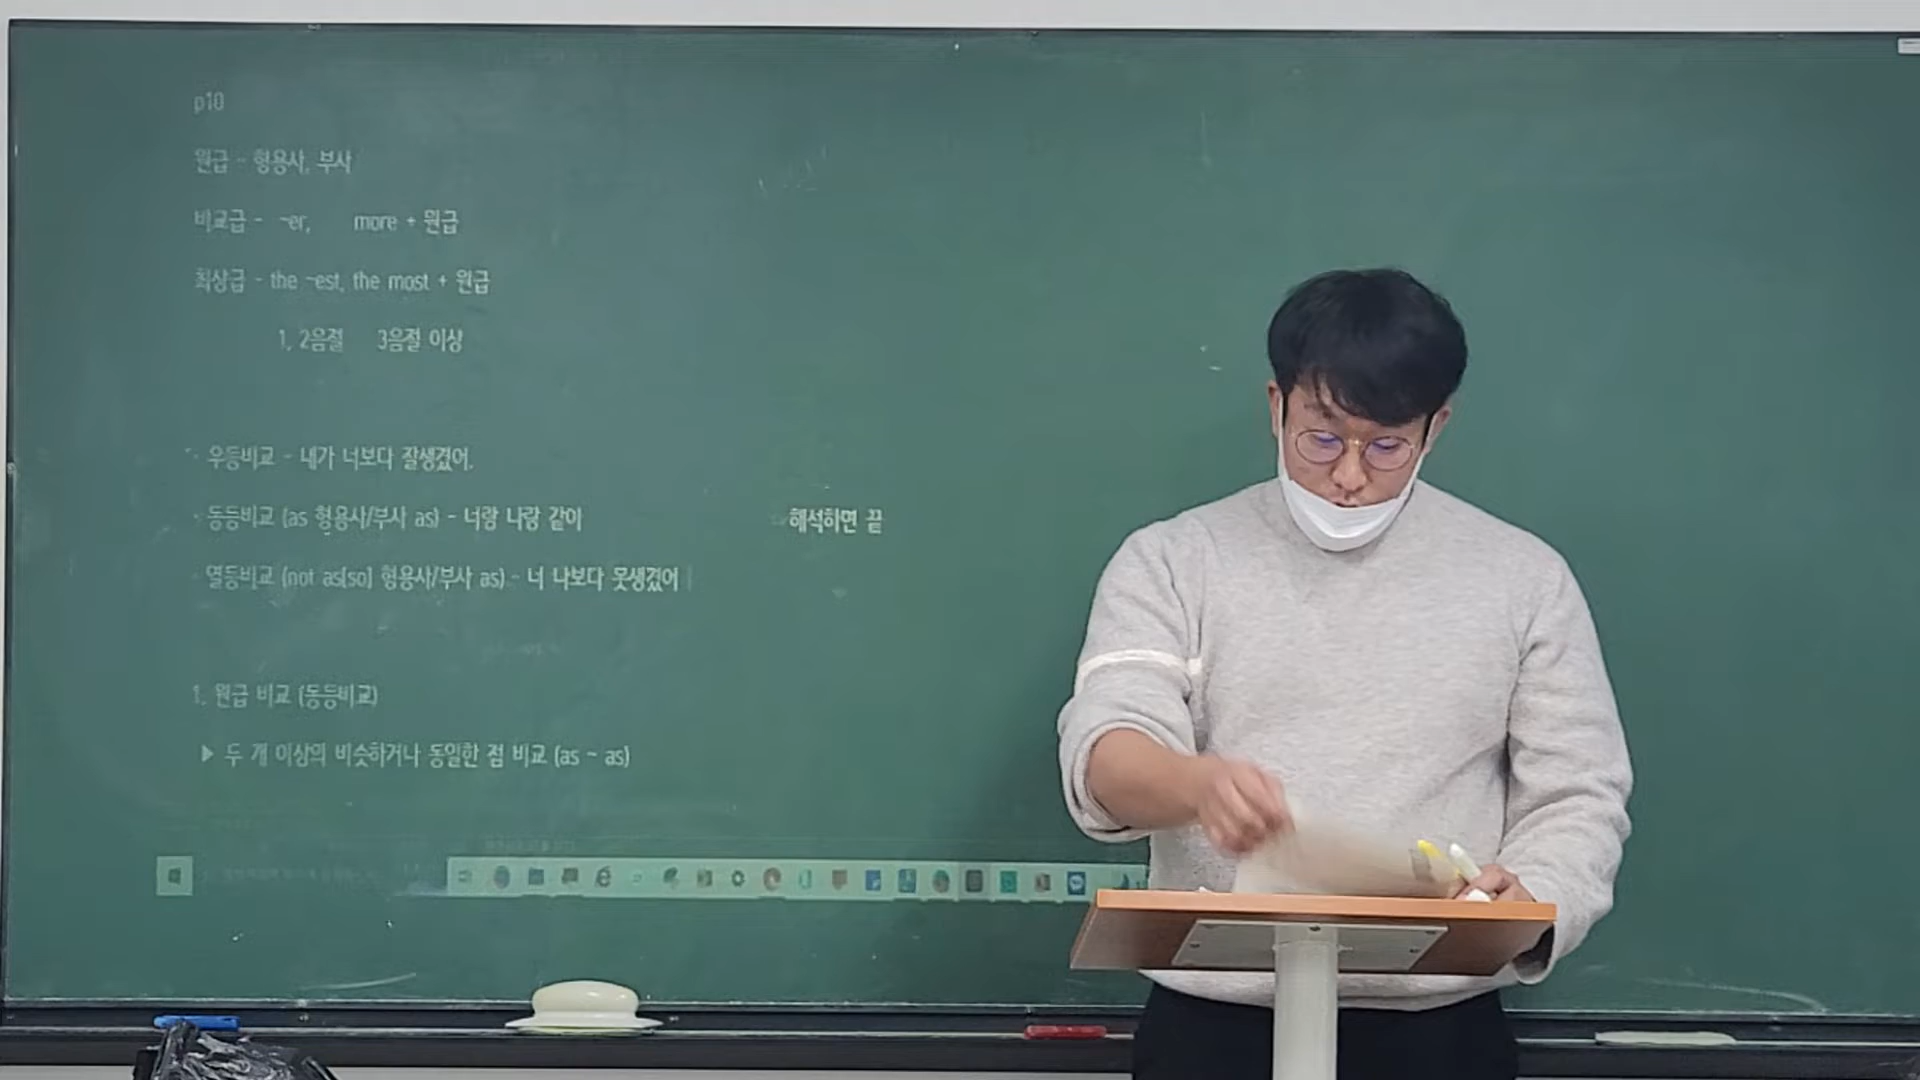 p10
원급 - 형용사, 부사
비교급 - ~er, more + 원급
최상급 - the ~est, the most + 원급
1, 2음절 3음절 이상
· 우등비교 - 내가 너보다 잘생겼어.
· 동등비교 (as 형용사/부사 as) - 너랑 나랑 같이 해석하면 끝
· 열등비교 (not as[so] 형용사/부사 as) - 너 나보다 못생겼어
1. 원급 비교 (동등비교)
▶ 두 개 이상의 비슷하거나 동일한 점 비교 (as ~ as)